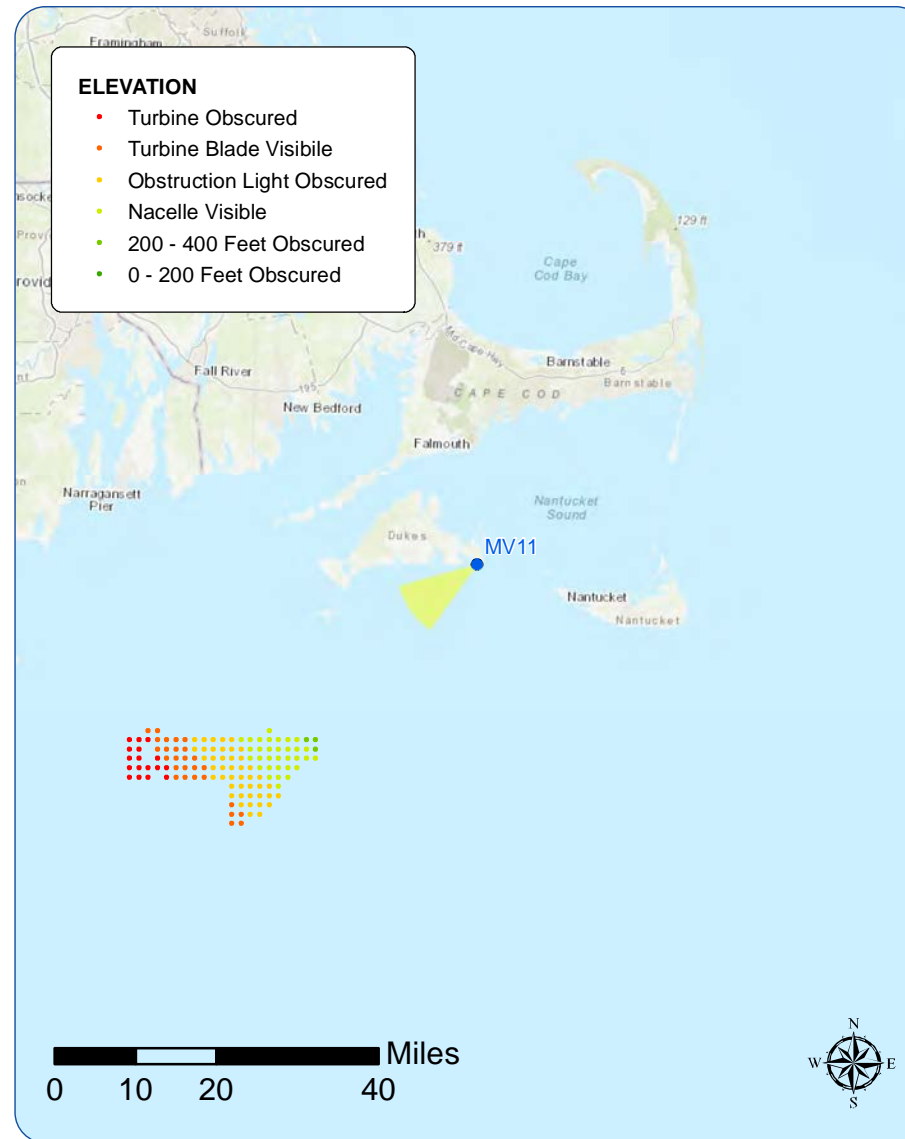 Suffolk
Framingham
ELEVATION
Turbine Obscured
Turbine Blade Visibile
Obstruction Light Obscured
Nacelle Visible
200 - 400 Feet Obscured
0 - 200 Feet Obscured
129 ft
379 ft
Cape
Cod Bay
Mid Cape Hwy
Barnstable
6
Barnstable
Fall River
195
CAPE COD
New Bedford
Falmouth
Narragansett
Pier
Nantucket
Sound
Dukes
MV11
Nantucket
Nantucket
Miles
0 10 20 40
N
W E
S